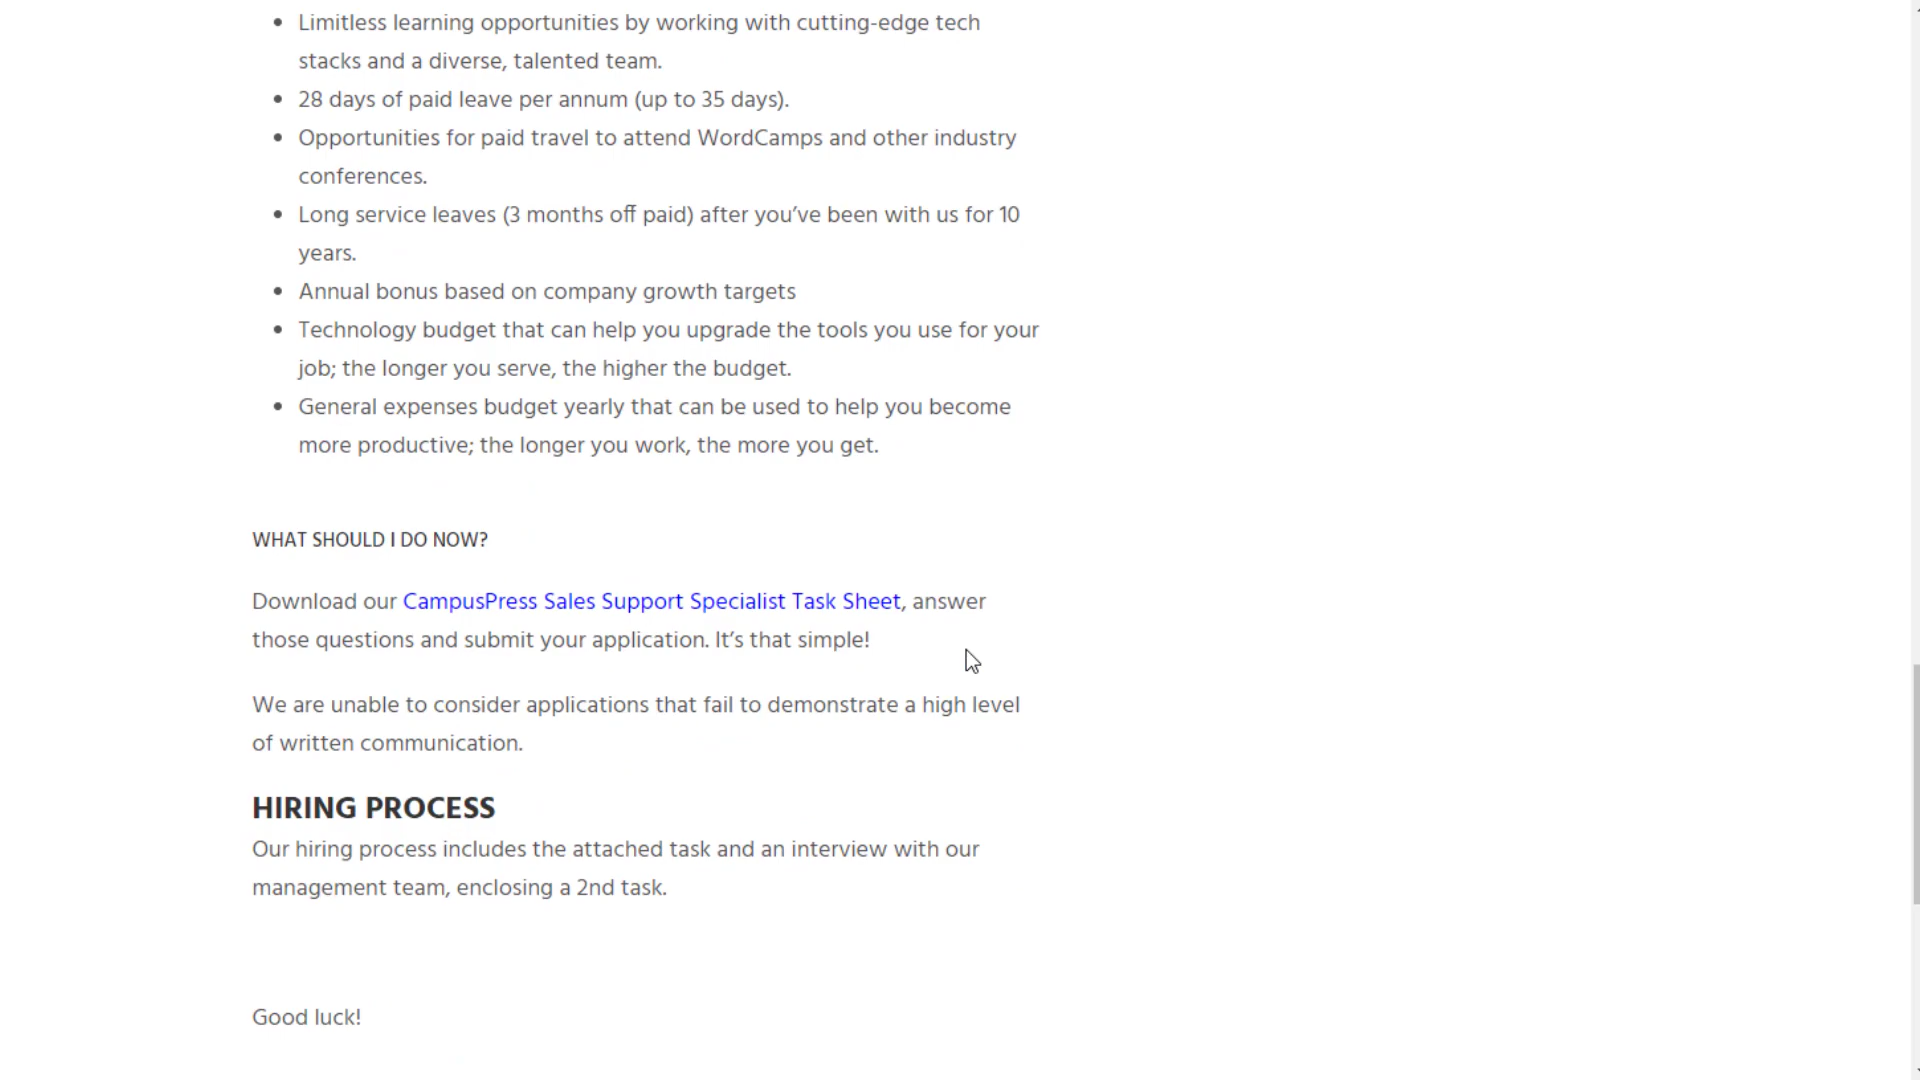 Limitless learning opportunities by working with cutting-edge tech
stacks and a diverse, talented team.
28 days of paid leave per annum (up to 35 days).
Opportunities for paid travel to attend WordCamps and other industry
conferences.
Long service leaves (3 months off paid) after you’ve been with us for 10
years.
Annual bonus based on company growth targets
Technology budget that can help you upgrade the tools you use for your
job; the longer you serve, the higher the budget.
General expenses budget yearly that can be used to help you become
more productive; the longer you work, the more you get.
WHAT SHOULD I DO NOW?
Download our CampusPress Sales Support Specialist Task Sheet, answer
those questions and submit your application. It’s that simple!
We are unable to consider applications that fail to demonstrate a high level
of written communication.
HIRING PROCESS
Our hiring process includes the attached task and an interview with our
management team, enclosing a 2nd task.
Good luck!